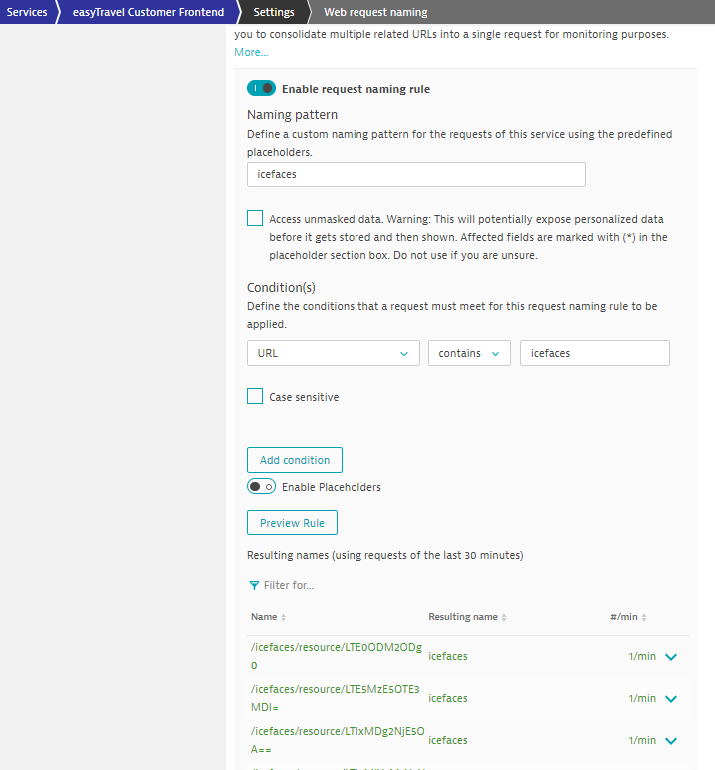 Services
easyTravel Customer Frontend
Settings
Web request naming
you to consolidate multiple related URLs into a single request for monitoring purposes.
More...
Enable request naming rule
Naming pattern
Define a custom naming pattern for the requests of this service using the predefined
placeholders.
icefaces
Access unmasked data. Warning: This will potentially expose personalized data
before it gets stored and then shown. Affected fields are marked with (*) in the
placeholder section box. Do not use if you are unsure.
Condition(s)
Define the conditions that a request must meet for this request naming rule to be
applied.
URL
contains
icefaces
Case sensitive
Add condition
Enable Placeholders
Preview Rule
Resulting names (using requests of the last 30 minutes)
Filter for...
Name
Resulting name
#/min
/icefaces/resource/LTE0ODM2ODg
0
icefaces
1/min
/icefaces/resource/LTE5MzE5OTE3
MDI=
icefaces
1/min
/icefaces/resource/LTIxMDg2NjE5O
A==
icefaces
1/min